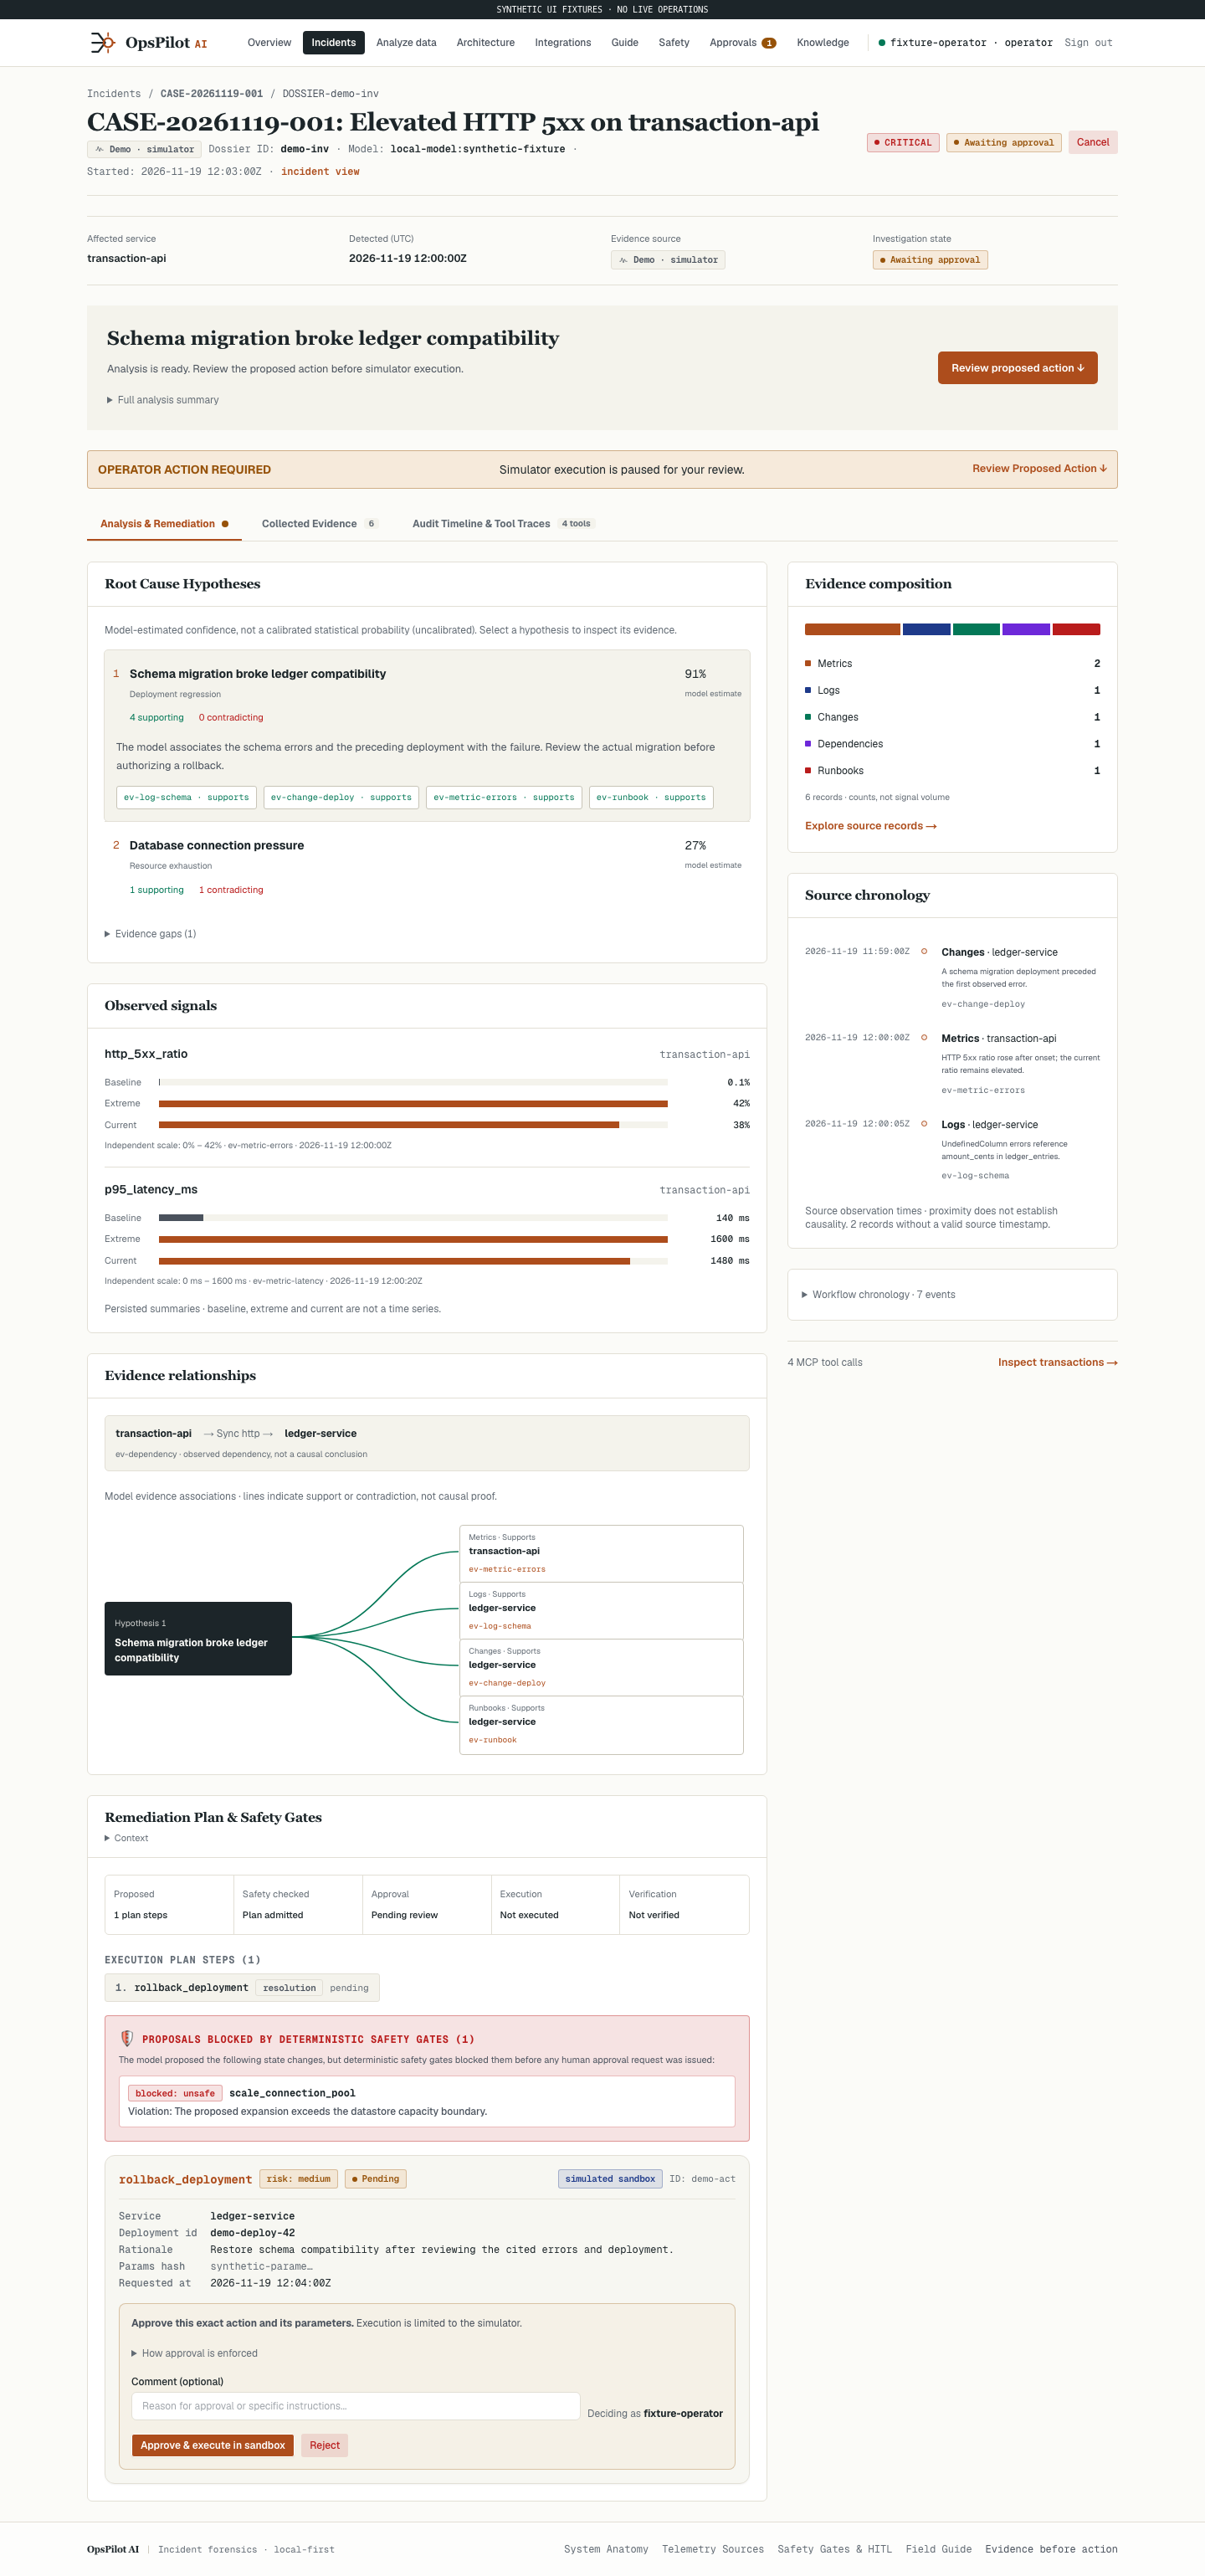 SYNTHETIC UI FIXTURES · NO LIVE OPERATIONS
OpsPilot AI
Overview Incidents Analyze data Architecture Integrations Guide Safety Approvals 1 Knowledge fixture-operator · operator Sign out
Incidents / CASE-20261119-001 / DOSSIER-demo-inv
CASE-20261119-001: Elevated HTTP 5xx on transaction-api
Demo · simulator Dossier ID: demo-inv · Model: local-model:synthetic-fixture ·
Started: 2026-11-19 12:03:00Z · incident view
CRITICAL Awaiting approval Cancel
Affected service Detected (UTC) Evidence source Investigation state
transaction-api 2026-11-19 12:00:00Z Demo · simulator Awaiting approval
Schema migration broke ledger compatibility
Analysis is ready. Review the proposed action before simulator execution.
Full analysis summary
Review proposed action ↓
OPERATOR ACTION REQUIRED Simulator execution is paused for your review. Review Proposed Action ↓
Analysis & Remediation Collected Evidence 6 Audit Timeline & Tool Traces 4 tools
Root Cause Hypotheses
Model-estimated confidence, not a calibrated statistical probability (uncalibrated). Select a hypothesis to inspect its evidence.
1 Schema migration broke ledger compatibility 91%
Deployment regression model estimate
4 supporting 0 contradicting
The model associates the schema errors and the preceding deployment with the failure. Review the actual migration before
authorizing a rollback.
ev-log-schema · supports ev-change-deploy · supports ev-metric-errors · supports ev-runbook · supports
2 Database connection pressure 27%
Resource exhaustion model estimate
1 supporting 1 contradicting
Evidence gaps (1)
Observed signals
http_5xx_ratio transaction-api
Baseline 0.1%
Extreme 42%
Current 38%
Independent scale: 0% – 42% · ev-metric-errors · 2026-11-19 12:00:00Z
p95_latency_ms transaction-api
Baseline 140 ms
Extreme 1600 ms
Current 1480 ms
Independent scale: 0 ms – 1600 ms · ev-metric-latency · 2026-11-19 12:00:20Z
Persisted summaries · baseline, extreme and current are not a time series.
Evidence relationships
transaction-api → Sync http → ledger-service
ev-dependency · observed dependency, not a causal conclusion
Model evidence associations · lines indicate support or contradiction, not causal proof.
Hypothesis 1
Schema migration broke ledger
compatibility
Metrics · Supports
transaction-api
ev-metric-errors
Logs · Supports
ledger-service
ev-log-schema
Changes · Supports
ledger-service
ev-change-deploy
Runbooks · Supports
ledger-service
ev-runbook
Remediation Plan & Safety Gates
Context
Proposed Safety checked Approval Execution Verification
1 plan steps Plan admitted Pending review Not executed Not verified
EXECUTION PLAN STEPS (1)
1. rollback_deployment resolution pending
PROPOSALS BLOCKED BY DETERMINISTIC SAFETY GATES (1)
The model proposed the following state changes, but deterministic safety gates blocked them before any human approval request was issued:
blocked: unsafe scale_connection_pool
Violation: The proposed expansion exceeds the datastore capacity boundary.
rollback_deployment risk: medium Pending simulated sandbox ID: demo-act
Service ledger-service
Deployment id demo-deploy-42
Rationale Restore schema compatibility after reviewing the cited errors and deployment.
Params hash synthetic-parame…
Requested at 2026-11-19 12:04:00Z
Approve this exact action and its parameters. Execution is limited to the simulator.
How approval is enforced
Comment (optional)
Reason for approval or specific instructions... Deciding as fixture-operator
Approve & execute in sandbox Reject
Evidence composition
Metrics 2
Logs 1
Changes 1
Dependencies 1
Runbooks 1
6 records · counts, not signal volume
Explore source records →
Source chronology
2026-11-19 11:59:00Z Changes · ledger-service
A schema migration deployment preceded
the first observed error.
ev-change-deploy
2026-11-19 12:00:00Z Metrics · transaction-api
HTTP 5xx ratio rose after onset; the current
ratio remains elevated.
ev-metric-errors
2026-11-19 12:00:05Z Logs · ledger-service
UndefinedColumn errors reference
amount_cents in ledger_entries.
ev-log-schema
Source observation times · proximity does not establish
causality. 2 records without a valid source timestamp.
Workflow chronology · 7 events
4 MCP tool calls Inspect transactions →
OpsPilot AI Incident forensics · local-first System Anatomy Telemetry Sources Safety Gates & HITL Field Guide Evidence before action